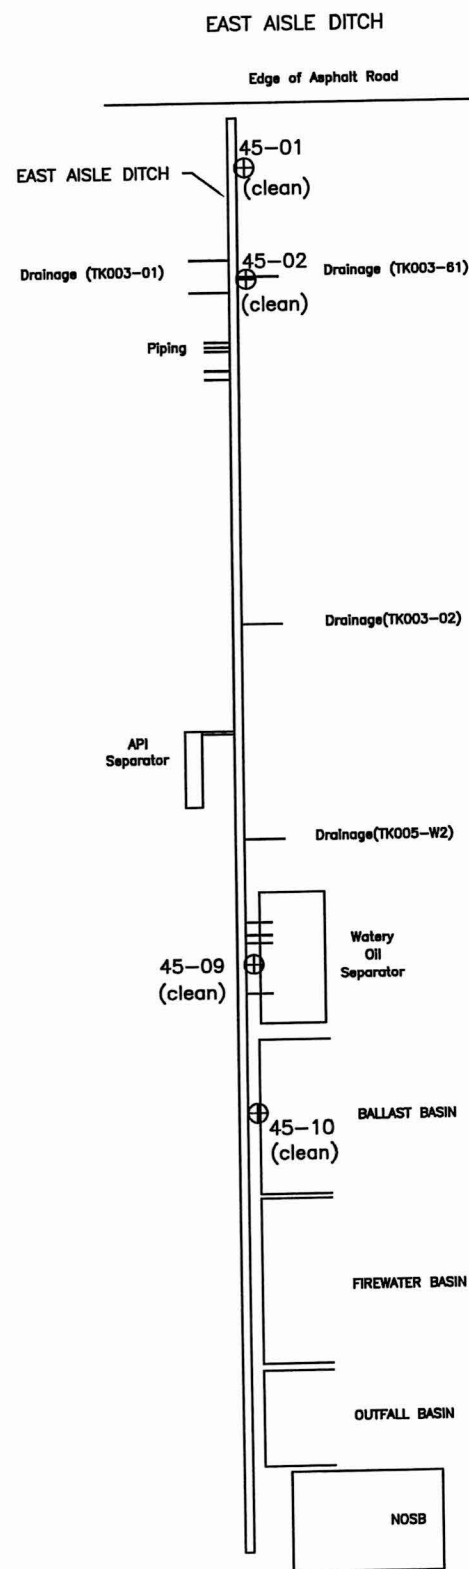 EAST AISLE DITCH
Edge of Asphalt Road
45-01
EAST AISLE DITCH
(clean)
45-02
Drainage (TK003-01)
Drainage (TK003-61)
(clean)
Piping
Drainage(TK003-02)
API
Separator
Drainage(TK005-W2)
Watery
Oil
Separator
45-09
(clean)
BALLAST BASIN
45-10
(clean)
FIREWATER BASIN
OUTFALL BASIN
NOSB